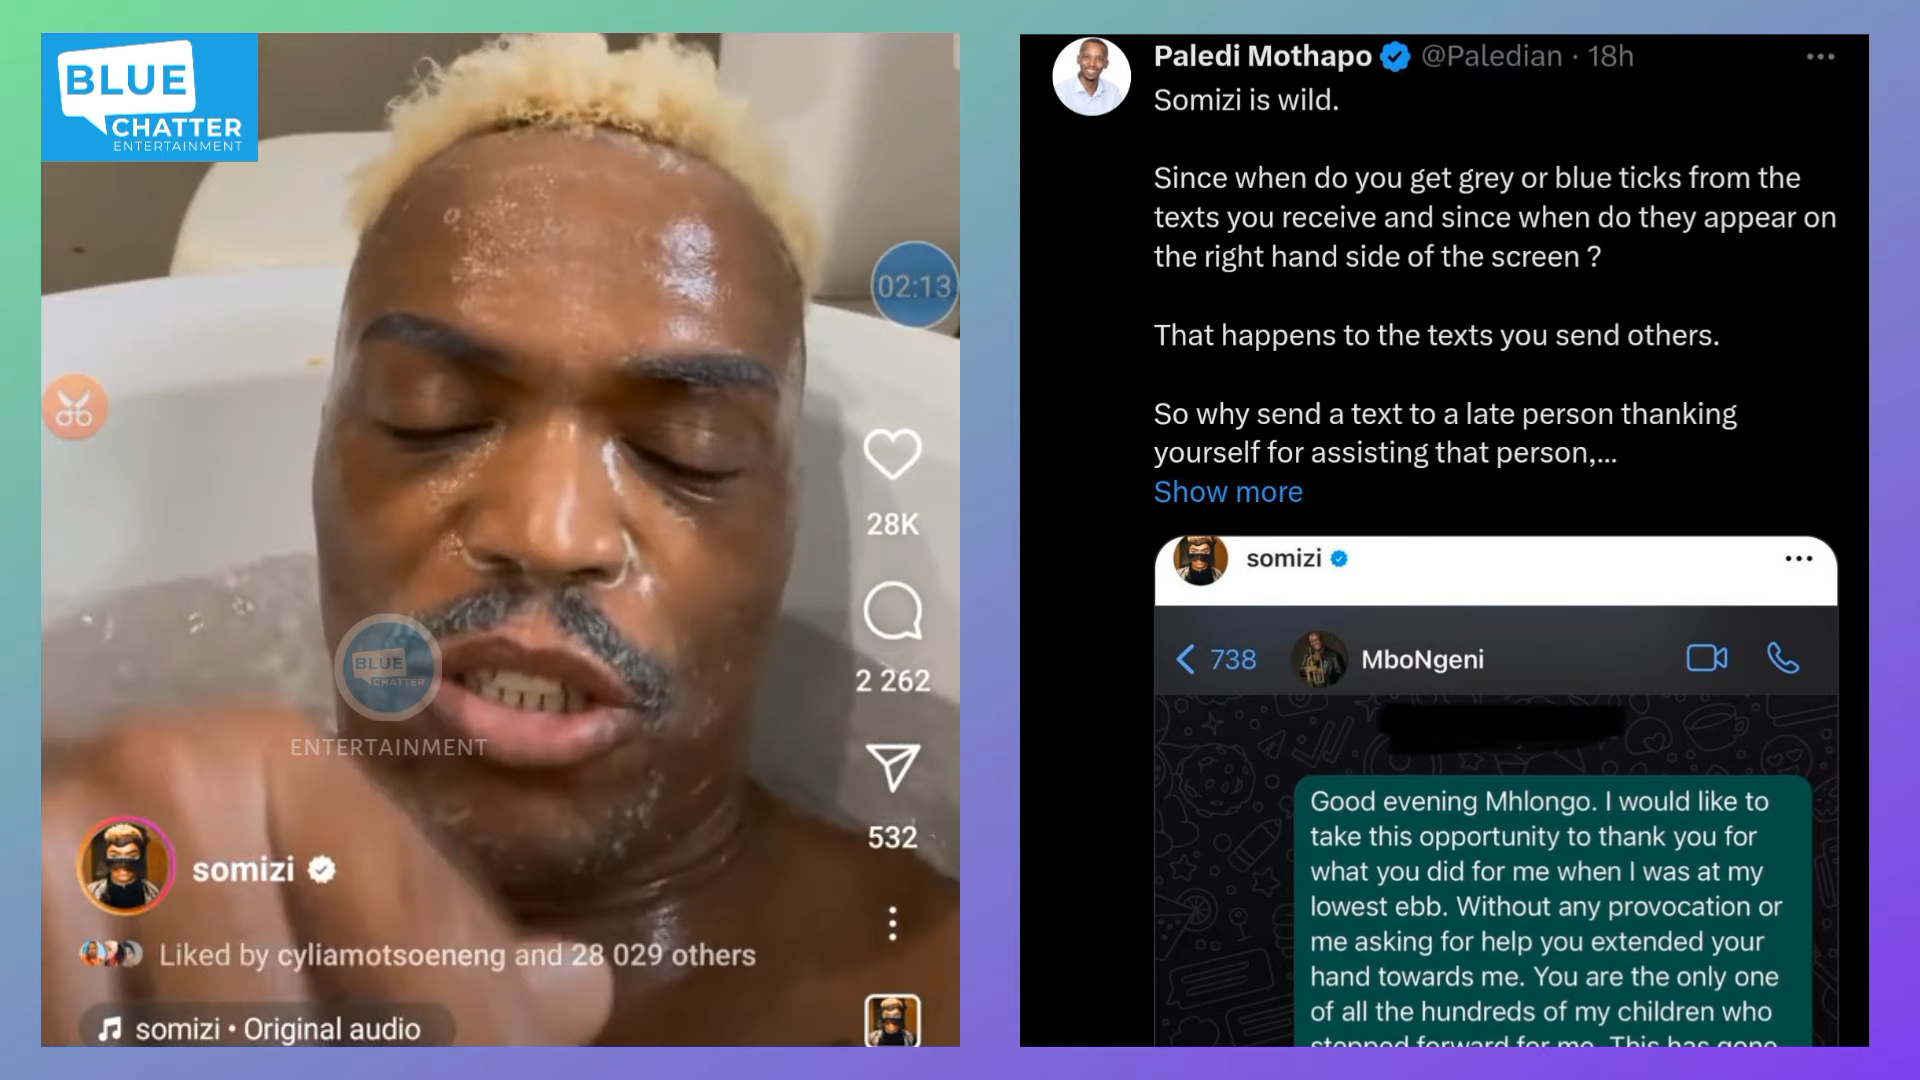 BLUE
CHATTER
ENTERTAINMENT
02:13
28K
BLUE
CHATTER
2 262
ENTERTAINMENT
532
somizi
Liked by cyliamotsoeneng and 28 029 others
somizi • Original audio
Paledi Mothapo @Paledian · 18h
Somizi is wild.
Since when do you get grey or blue ticks from the
texts you receive and since when do they appear on
the right hand side of the screen ?
That happens to the texts you send others.
So why send a text to a late person thanking
yourself for assisting that person,...
Show more
somizi
738 MboNgeni
Good evening Mhlongo. I would like to
take this opportunity to thank you for
what you did for me when I was at my
lowest ebb. Without any provocation or
me asking for help you extended your
hand towards me. You are the only one
of all the hundreds of my children who
stepped forward for me. This has gone